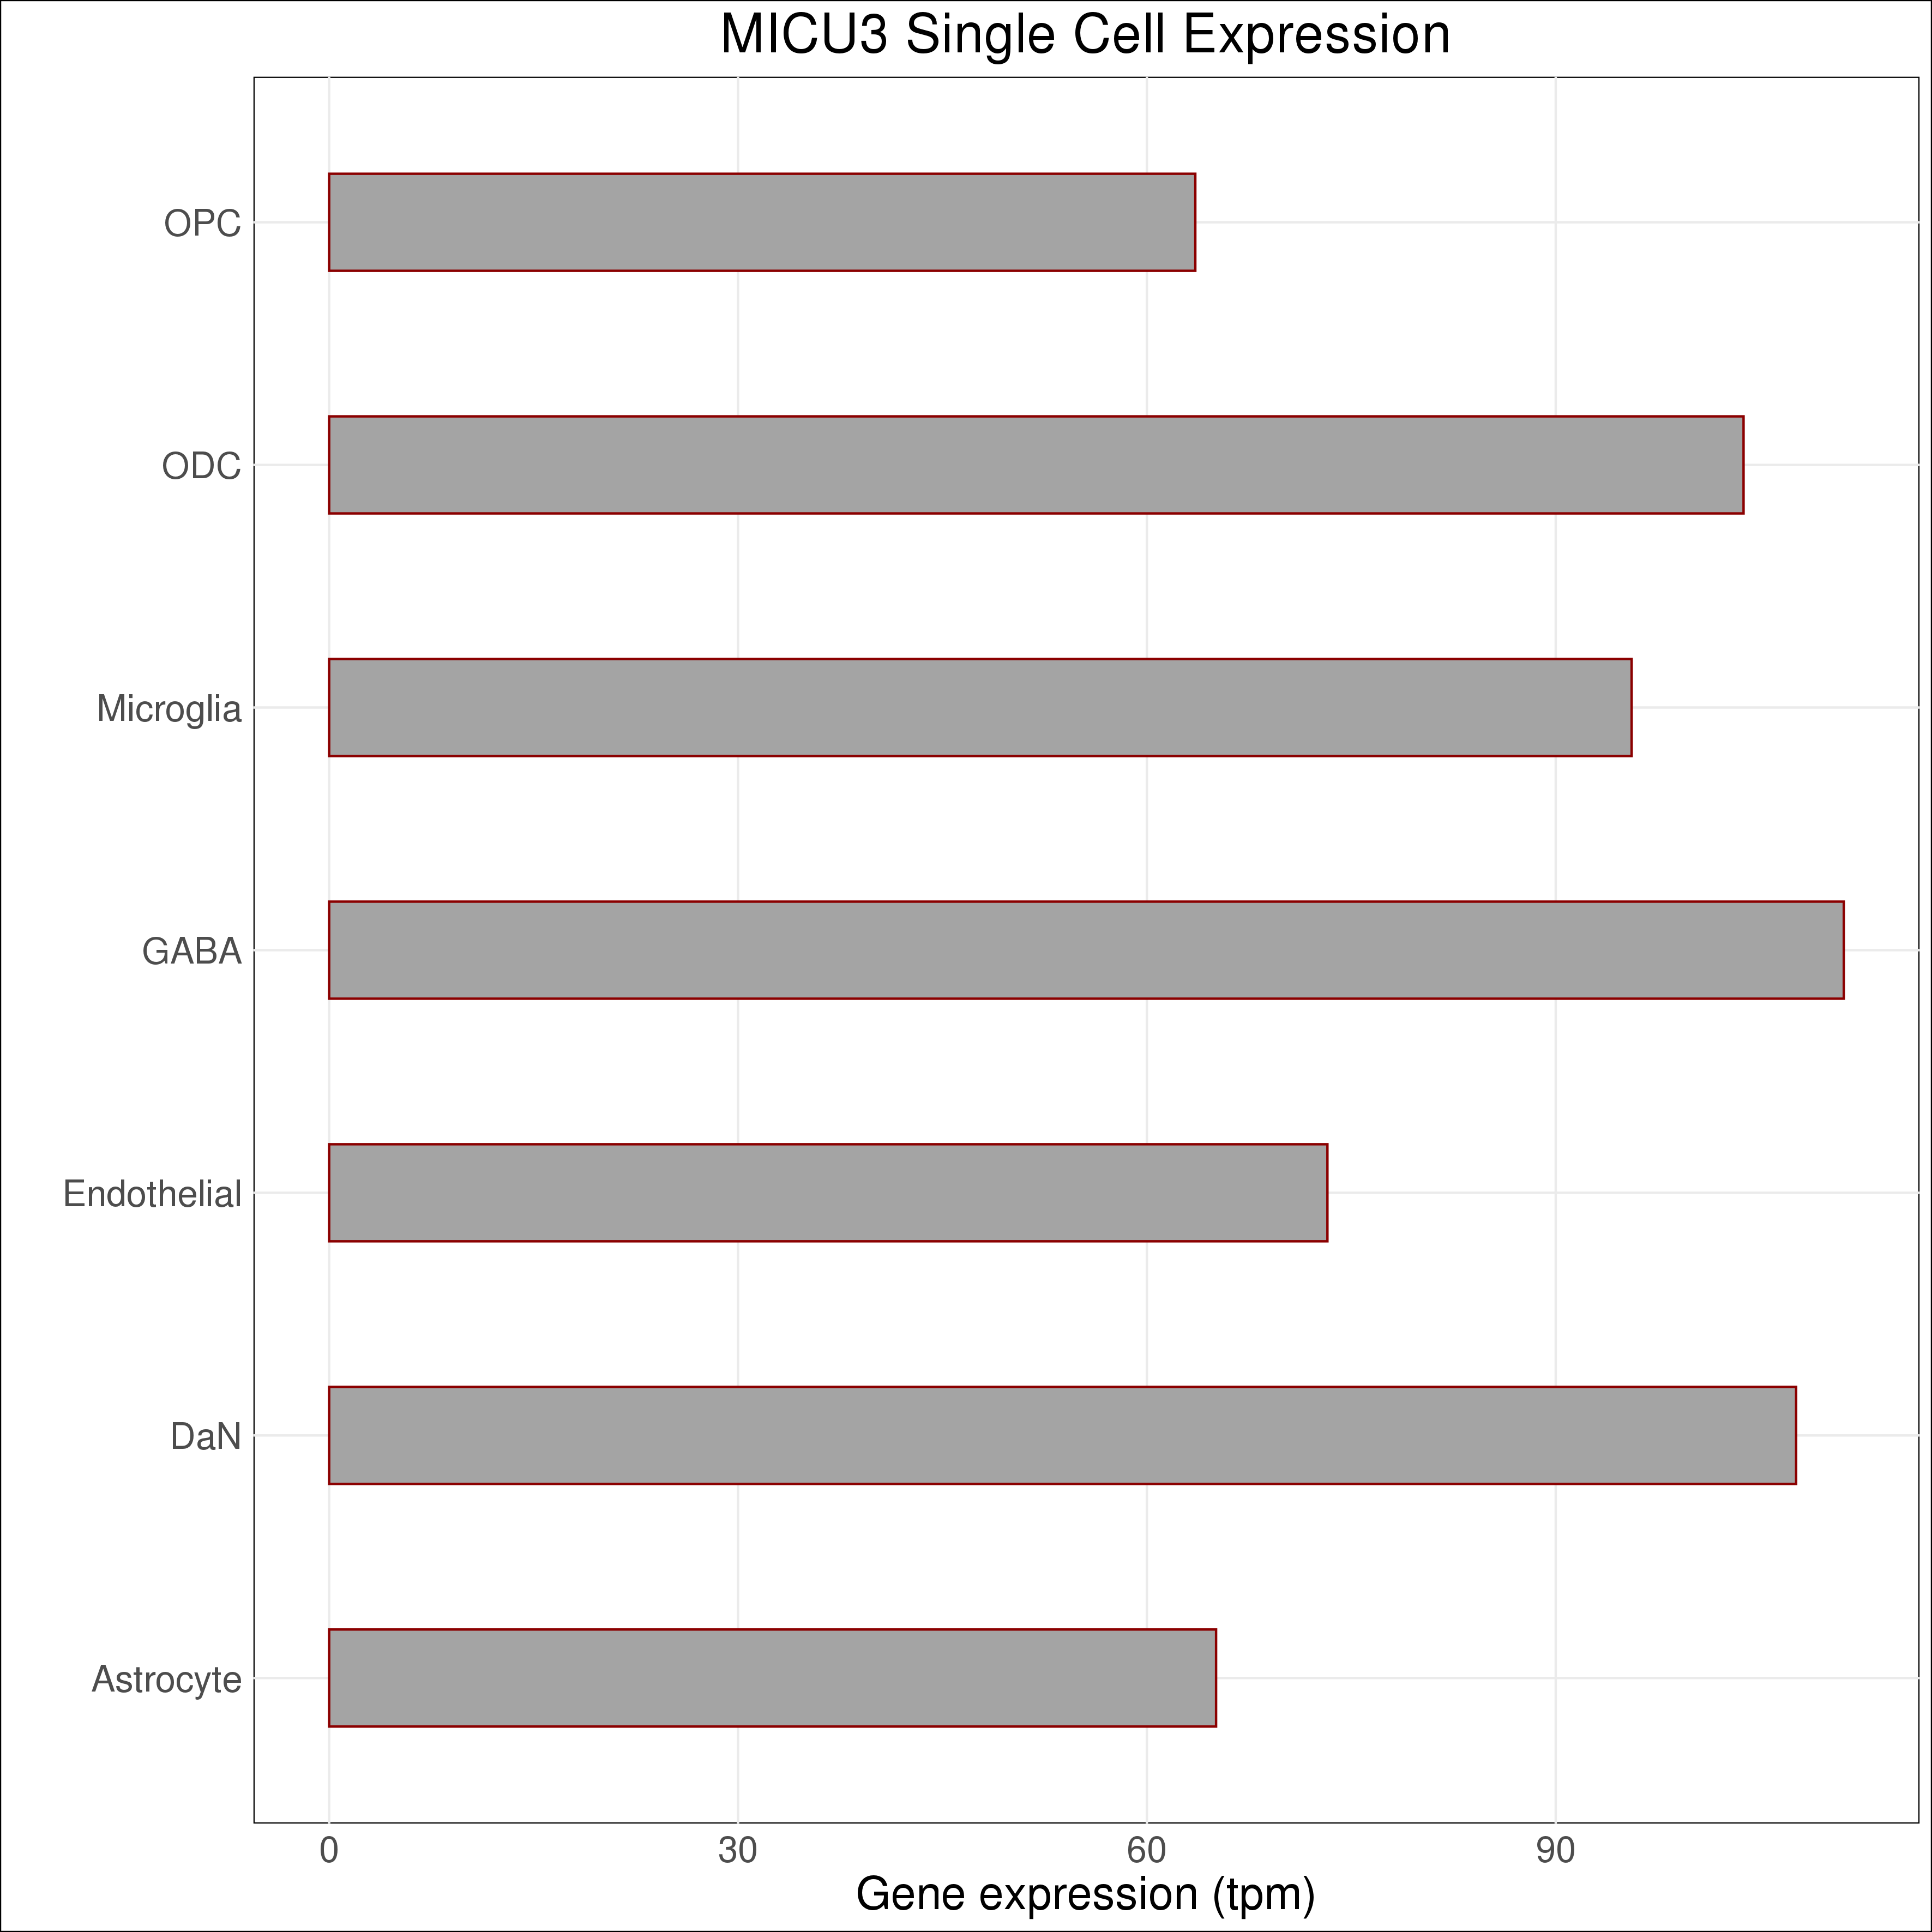 MICU3 Single Cell Expression
OPC
ODC
Microglia
GABA
Endothelial
DaN
Astrocyte
0 30 60 90
Gene expression (tpm)